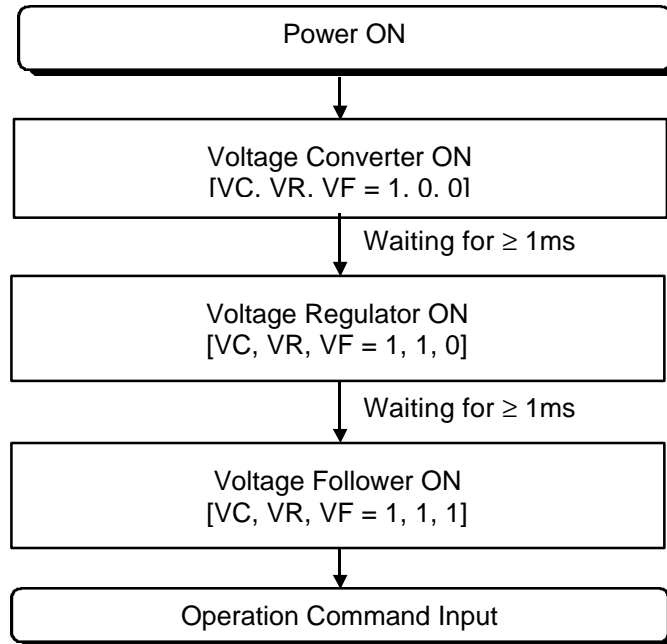 Power ON
Voltage Converter ON
[VC, VR, VF = 1, 0, 0]
Waiting for ≥ 1ms
Voltage Regulator ON
[VC, VR, VF = 1, 1, 0]
Waiting for ≥ 1ms
Voltage Follower ON
[VC, VR, VF = 1, 1, 1]
Operation Command Input